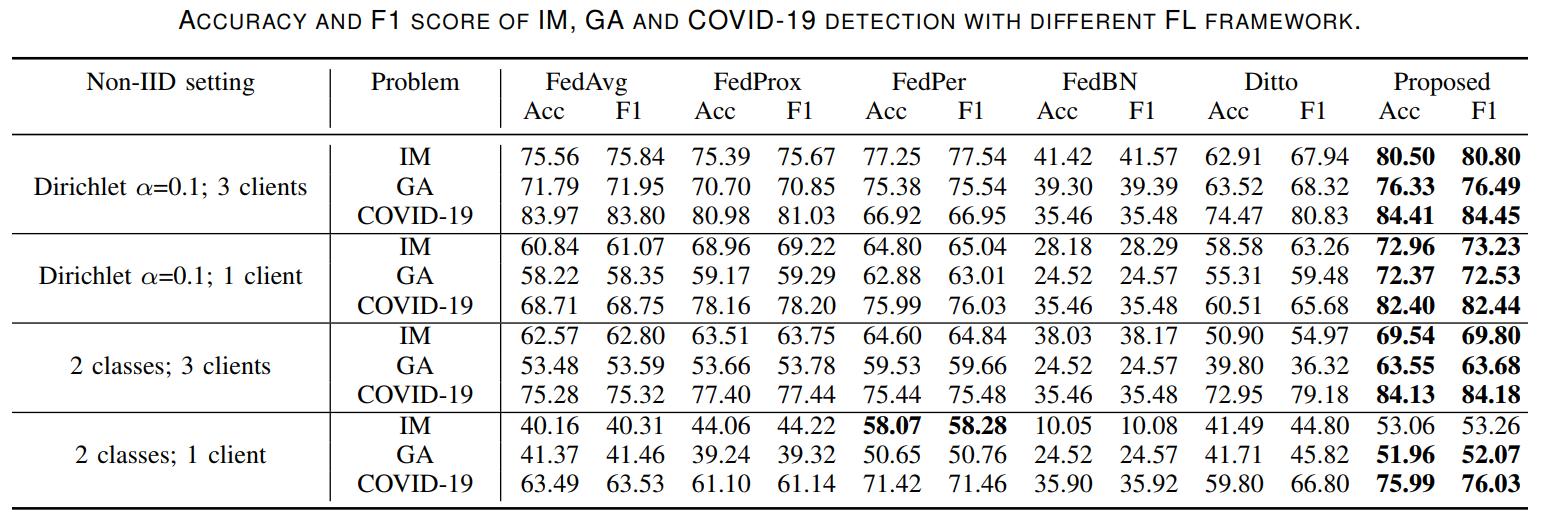 ACCURACY AND F1 SCORE OF IM, GA AND COVID-19 DETECTION WITH DIFFERENT FL FRAMEWORK.
Non-IID setting Problem FedAvg FedProx FedPer FedBN Ditto Proposed
Acc F1 Acc F1 Acc F1 Acc F1 Acc F1 Acc F1
IM 75.56 75.84 75.39 75.67 77.25 77.54 41.42 41.57 62.91 67.94 80.50 80.80
Dirichlet α=0.1; 3 clients GA 71.79 71.95 70.70 70.85 75.38 75.54 39.30 39.39 63.52 68.32 76.33 76.49
COVID-19 83.97 83.80 80.98 81.03 66.92 66.95 35.46 35.48 74.47 80.83 84.41 84.45
IM 60.84 61.07 68.96 69.22 64.80 65.04 28.18 28.29 58.58 63.26 72.96 73.23
Dirichlet α=0.1; 1 client GA 58.22 58.35 59.17 59.29 62.88 63.01 24.52 24.57 55.31 59.48 72.37 72.53
COVID-19 68.71 68.75 78.16 78.20 75.99 76.03 35.46 35.48 60.51 65.68 82.40 82.44
IM 62.57 62.80 63.51 63.75 64.60 64.84 38.03 38.17 50.90 54.97 69.54 69.80
2 classes; 3 clients GA 53.48 53.59 53.66 53.78 59.53 59.66 24.52 24.57 39.80 36.32 63.55 63.68
COVID-19 75.28 75.32 77.40 77.44 75.44 75.48 35.46 35.48 72.95 79.18 84.13 84.18
IM 40.16 40.31 44.06 44.22 58.07 58.28 10.05 10.08 41.49 44.80 53.06 53.26
2 classes; 1 client GA 41.37 41.46 39.24 39.32 50.65 50.76 24.52 24.57 41.71 45.82 51.96 52.07
COVID-19 63.49 63.53 61.10 61.14 71.42 71.46 35.90 35.92 59.80 66.80 75.99 76.03